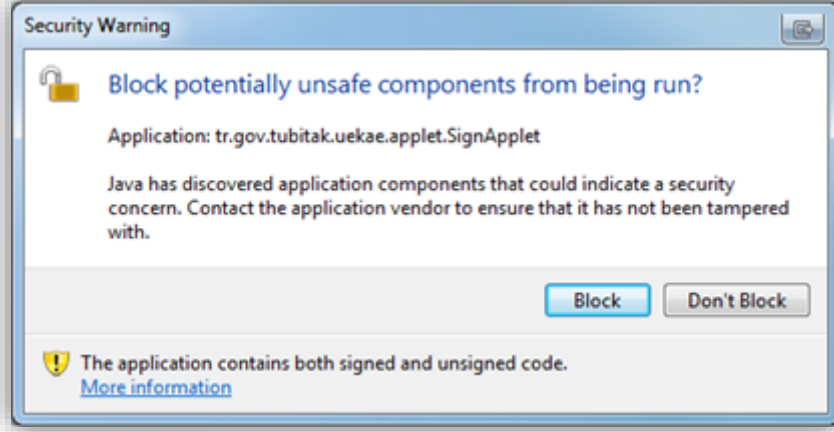 Security Warning
Block potentially unsafe components from being run?
Application: tr.gov.tubitak.uekae.applet.SignApplet
Java has discovered application components that could indicate a security
concern. Contact the application vendor to ensure that it has not been tampered
with.
Block
Don't Block
The application contains both signed and unsigned code.
More information